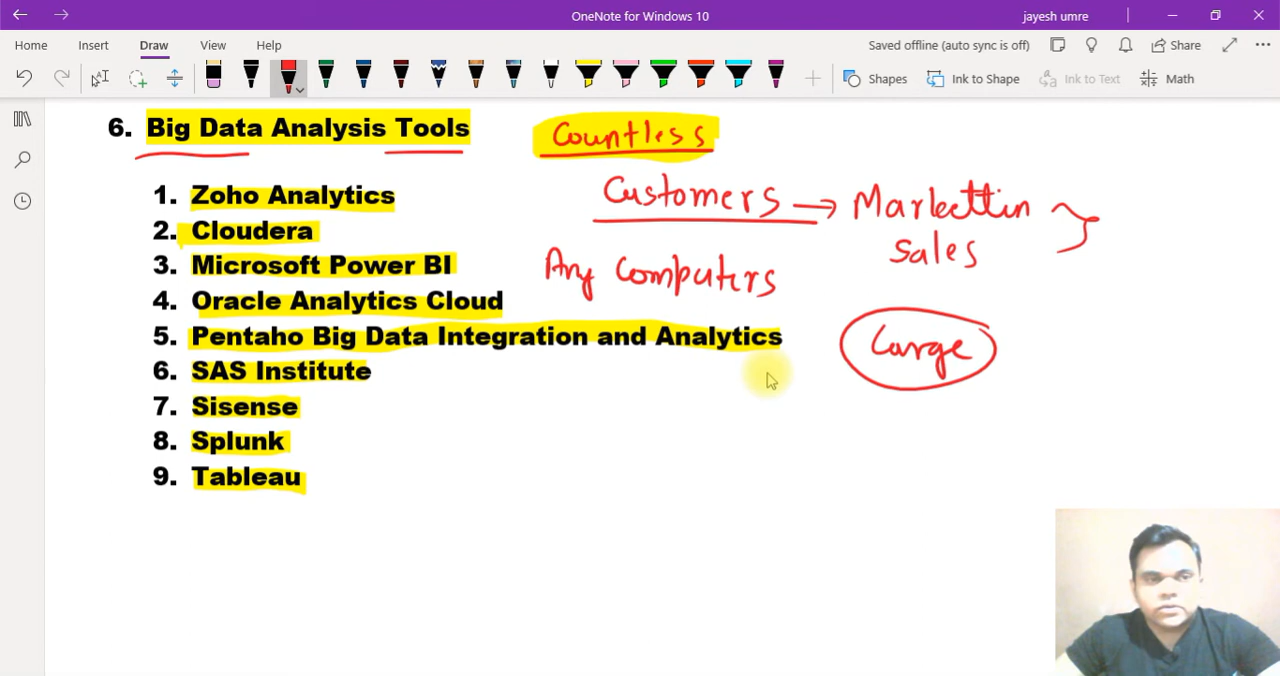 OneNote for Windows 10
jayesh umre
Home Insert Draw View Help
Saved offline (auto sync is off)
Share
Shapes Ink to Shape Ink to Text Math
6. Big Data Analysis Tools
Countless
1. Zoho Analytics
2. Cloudera
3. Microsoft Power BI
4. Oracle Analytics Cloud
5. Pentaho Big Data Integration and Analytics
6. SAS Institute
7. Sisense
8. Splunk
9. Tableau
Customers → Markettin
sales
Any Computers
Large